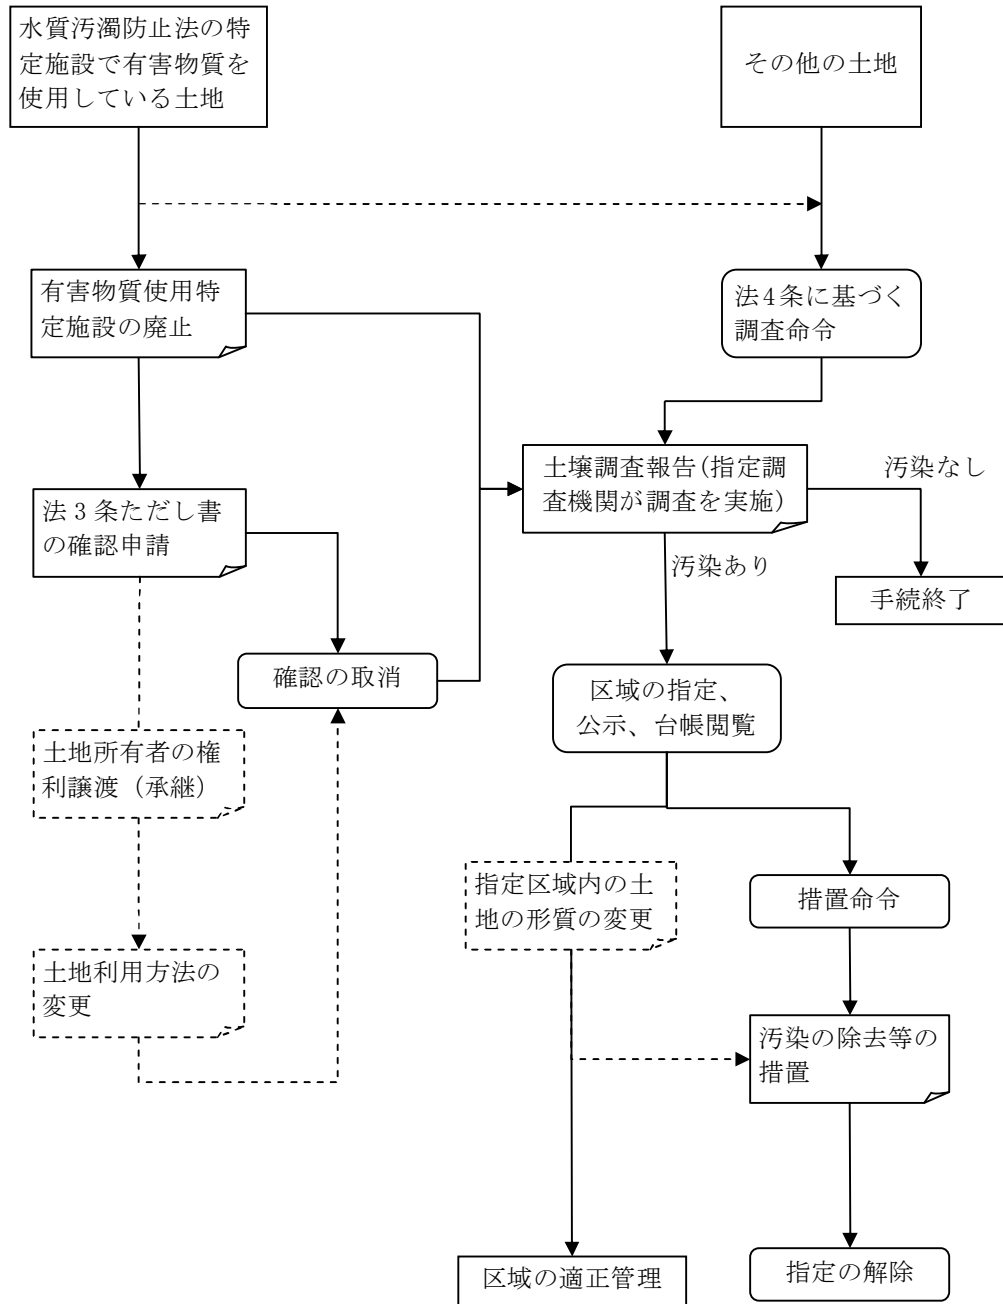 水質汚濁防止法の特
定施設で有害物質を
使用している土地
その他の土地
有害物質使用特
定施設の廃止
法4条に基づく
調査命令
土壌調査報告(指定調
査機関が調査を実施)
汚染なし
法3条ただし書
の確認申請
汚染あり
手続終了
確認の取消
区域の指定、
公示、台帳閲覧
土地所有者の権
利譲渡（承継）
指定区域内の土
地の形質の変更
措置命令
土地利用方法の
変更
汚染の除去等の
措置
区域の適正管理
指定の解除